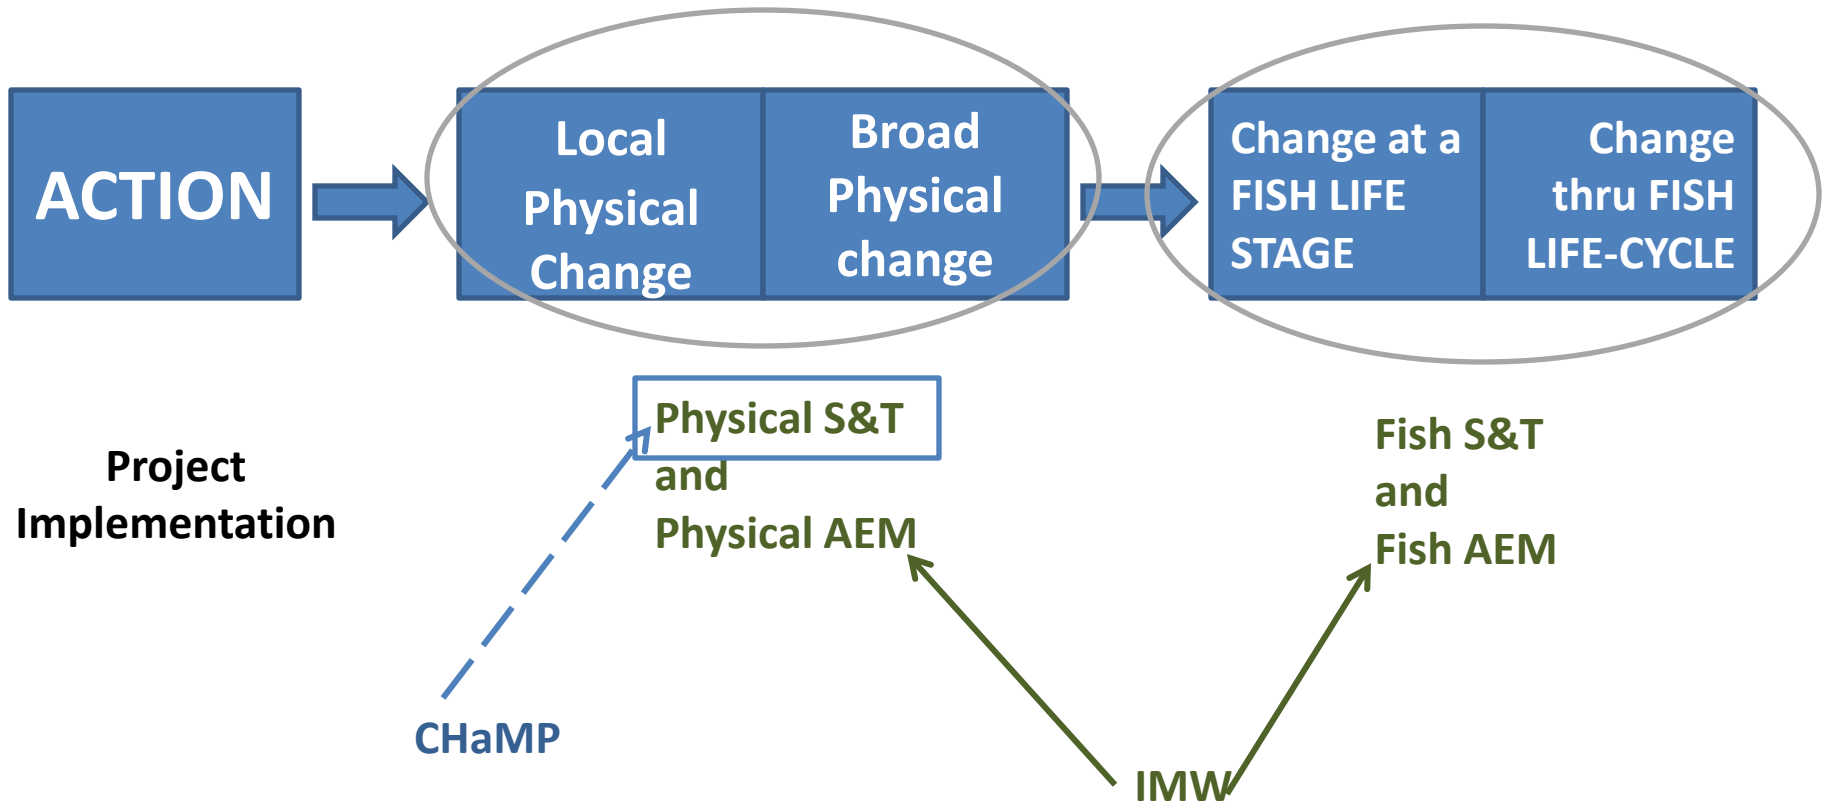 ACTION
Local
Physical
Change
Broad
Physical
change
Change at a
FISH LIFE
STAGE
Change
thru FISH
LIFE-CYCLE
Project
Implementation
Physical S&T
and
Physical AEM
Fish S&T
and
Fish AEM
CHaMP
IMW